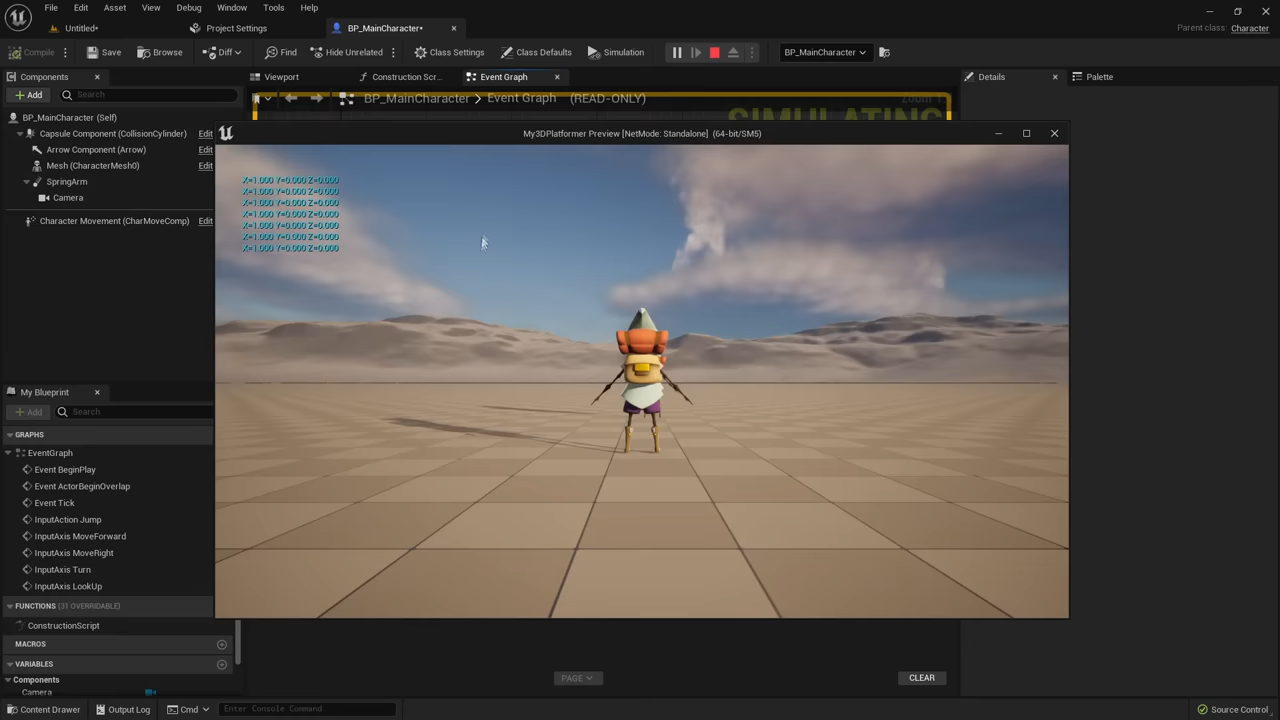 File Edit Asset View Debug Window Tools Help
Untitled* Project Settings BP_MainCharacter* Parent class: Character
Compile Save Browse Diff Find Hide Unrelated Class Settings Class Defaults Simulation BP_MainCharacter
Components Viewport Construction Scr... Event Graph Details Palette
Add Search BP_MainCharacter > Event Graph (READ-ONLY)
SIMULATING
BP_MainCharacter (Self)
Capsule Component (CollisionCylinder) Edit
Arrow Component (Arrow) Edit
Mesh (CharacterMesh0) Edit
SpringArm
Camera
Character Movement (CharMoveComp) Edit
My3DPlatformer Preview [NetMode: Standalone] (64-bit/SM5)
X=1.000 Y=0.000 Z=0.000
X=1.000 Y=0.000 Z=0.000
X=1.000 Y=0.000 Z=0.000
X=1.000 Y=0.000 Z=0.000
X=1.000 Y=0.000 Z=0.000
X=1.000 Y=0.000 Z=0.000
X=1.000 Y=0.000 Z=0.000
My Blueprint
Add Search
GRAPHS
EventGraph
Event BeginPlay
Event ActorBeginOverlap
Event Tick
InputAction Jump
InputAxis MoveForward
InputAxis MoveRight
InputAxis Turn
InputAxis LookUp
FUNCTIONS (31 OVERRIDABLE)
ConstructionScript
MACROS
VARIABLES
Components
Camera
PAGE CLEAR
Content Drawer Output Log Cmd Enter Console Command Source Control